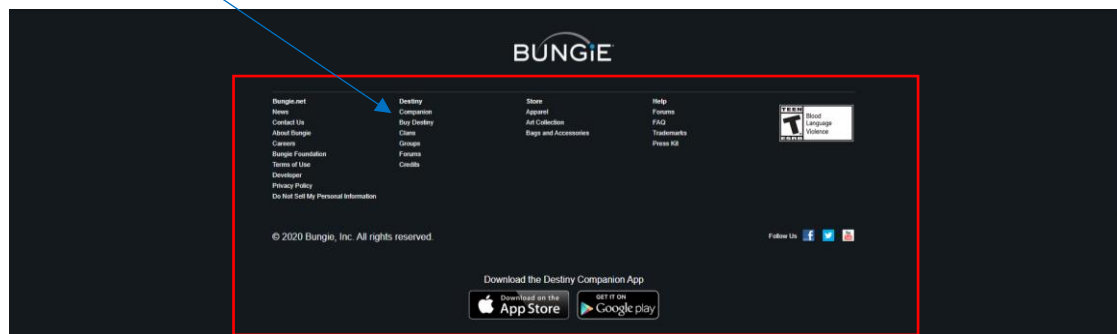 BUNGiE
Bungie.net
News
Contact Us
About Bungie
Careers
Bungie Foundation
Terms of Use
Developer
Privacy Policy
Do Not Sell My Personal Information
Destiny
Companion
Buy Destiny
Clans
Groups
Forums
Credits
Store
Apparel
Art Collection
Bags and Accessories
Help
Forums
FAQ
Trademarks
Press Kit
TEEN
T
ESRB
Blood
Language
Violence
© 2020 Bungie, Inc. All rights reserved.
Follow Us
Download the Destiny Companion App
Download on the
App Store
GET IT ON
Google play